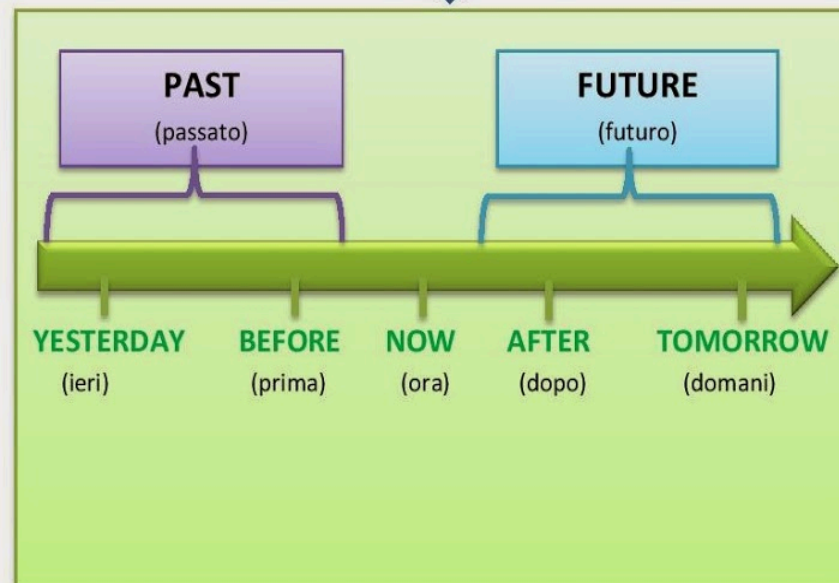 PAST
(passato)
FUTURE
(futuro)
YESTERDAY BEFORE NOW AFTER TOMORROW
(ieri) (prima) (ora) (dopo) (domani)